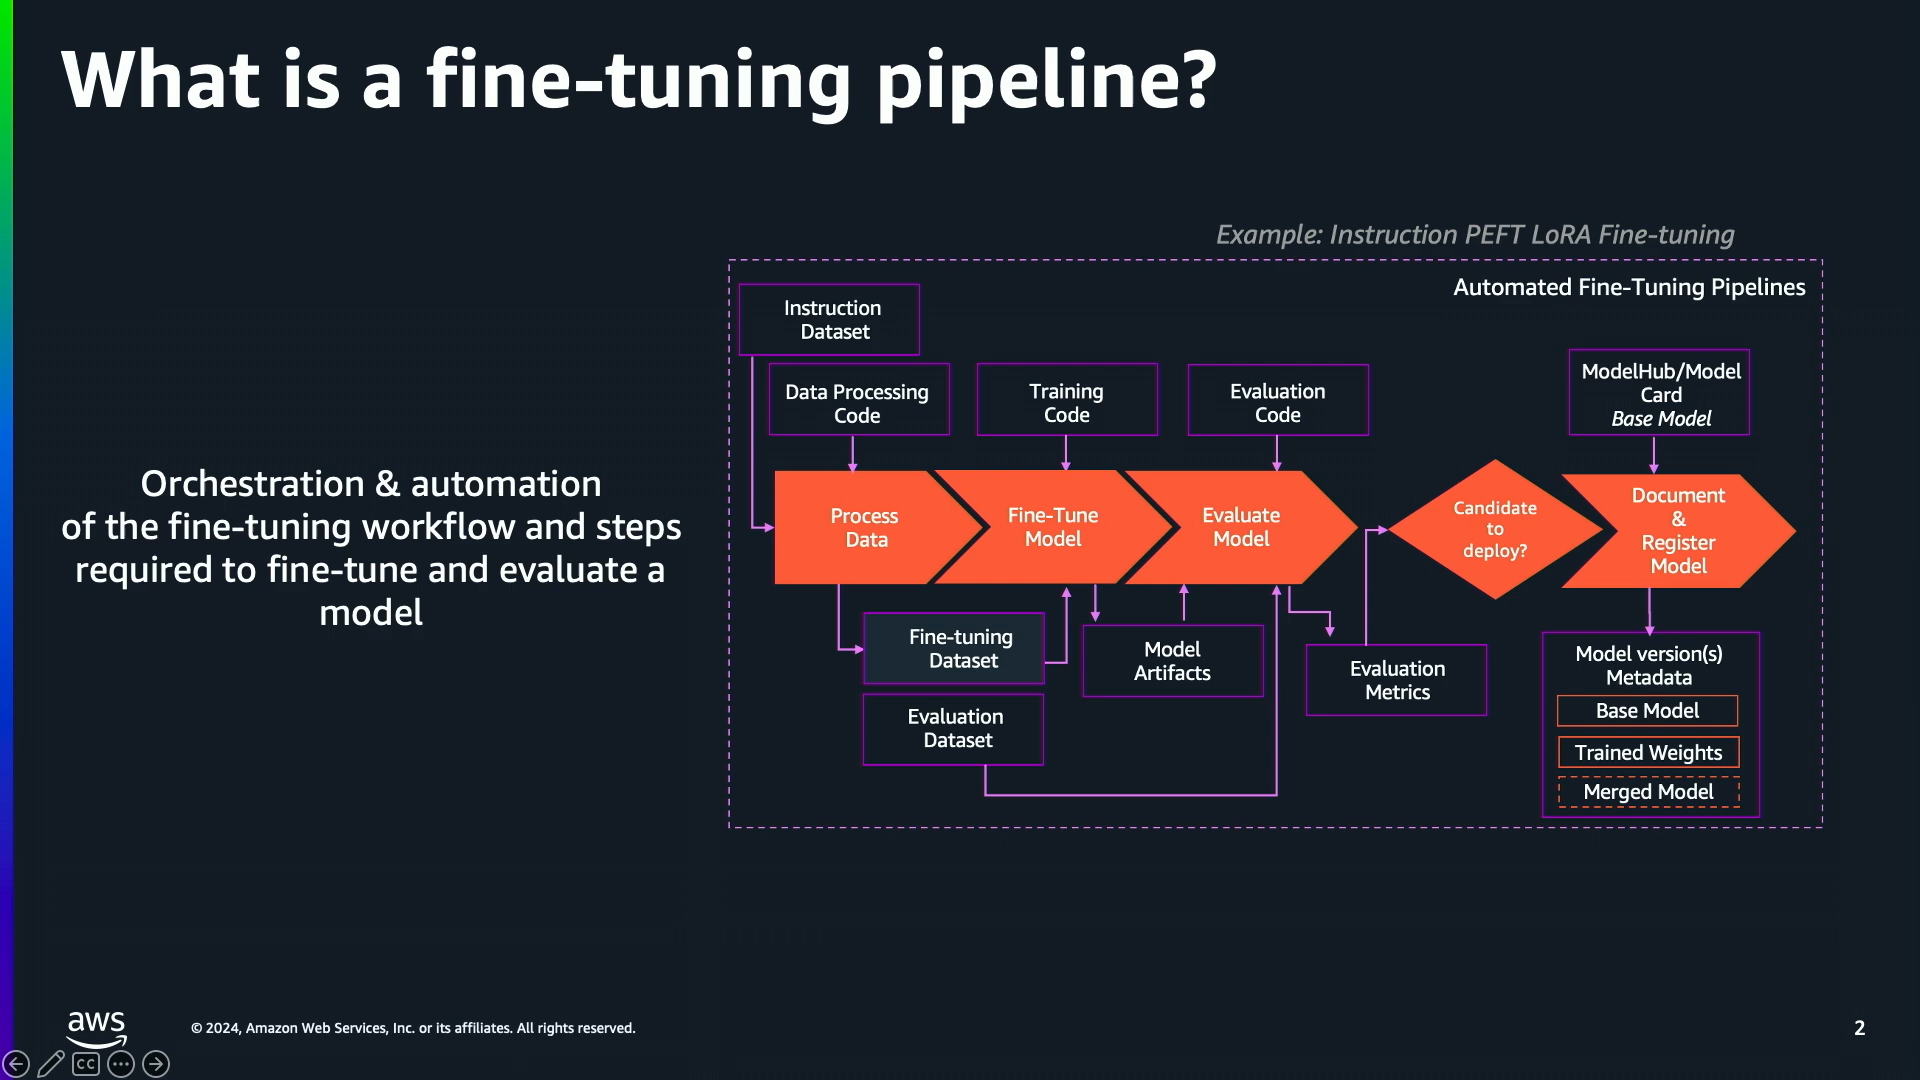 What is a fine-tuning pipeline?
Example: Instruction PEFT LoRA Fine-tuning
Automated Fine-Tuning Pipelines
Orchestration & automation
of the fine-tuning workflow and steps
required to fine-tune and evaluate a
model
Instruction
Dataset
Data Processing
Code
Training
Code
Evaluation
Code
ModelHub/Model
Card
Base Model
Process
Data
Fine-Tune
Model
Evaluate
Model
Candidate
to
deploy?
Document
&
Register
Model
Fine-tuning
Dataset
Evaluation
Dataset
Model
Artifacts
Evaluation
Metrics
Model version(s)
Metadata
Base Model
Trained Weights
Merged Model
aws
© 2024, Amazon Web Services, Inc. or its affiliates. All rights reserved.
2
CC